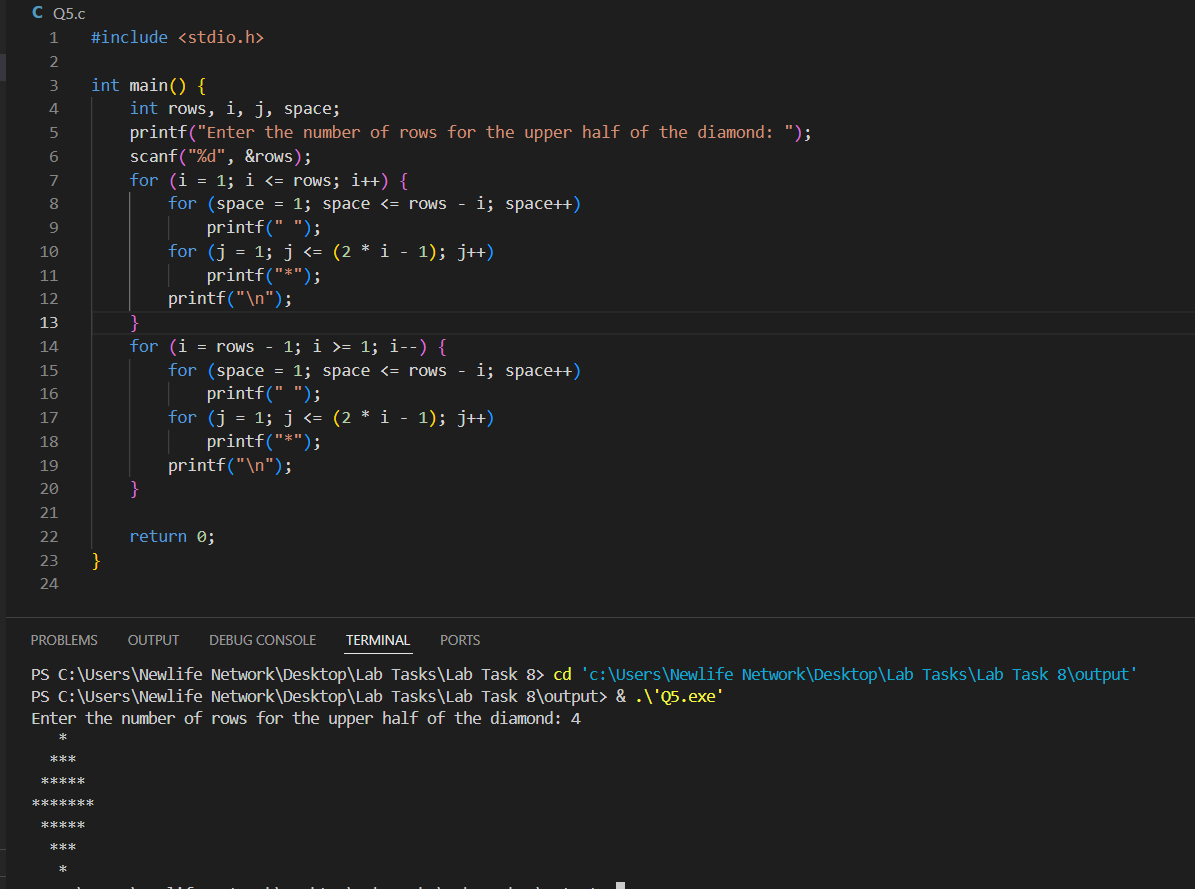 C Q5.c
1 #include <stdio.h>
2
3 int main() {
4     int rows, i, j, space;
5     printf("Enter the number of rows for the upper half of the diamond: ");
6     scanf("%d", &rows);
7     for (i = 1; i <= rows; i++) {
8         for (space = 1; space <= rows - i; space++)
9             printf(" ");
10         for (j = 1; j <= (2 * i - 1); j++)
11             printf("*");
12         printf("\n");
13     }
14     for (i = rows - 1; i >= 1; i--) {
15         for (space = 1; space <= rows - i; space++)
16             printf(" ");
17         for (j = 1; j <= (2 * i - 1); j++)
18             printf("*");
19         printf("\n");
20     }
21
22     return 0;
23 }
24
PROBLEMS OUTPUT DEBUG CONSOLE TERMINAL PORTS
PS C:\Users\Newlife Network\Desktop\Lab Tasks\Lab Task 8> cd 'c:\Users\Newlife Network\Desktop\Lab Tasks\Lab Task 8\output'
PS C:\Users\Newlife Network\Desktop\Lab Tasks\Lab Task 8\output> & .\'Q5.exe'
Enter the number of rows for the upper half of the diamond: 4
   *
  ***
 *****
*******
 *****
  ***
   *